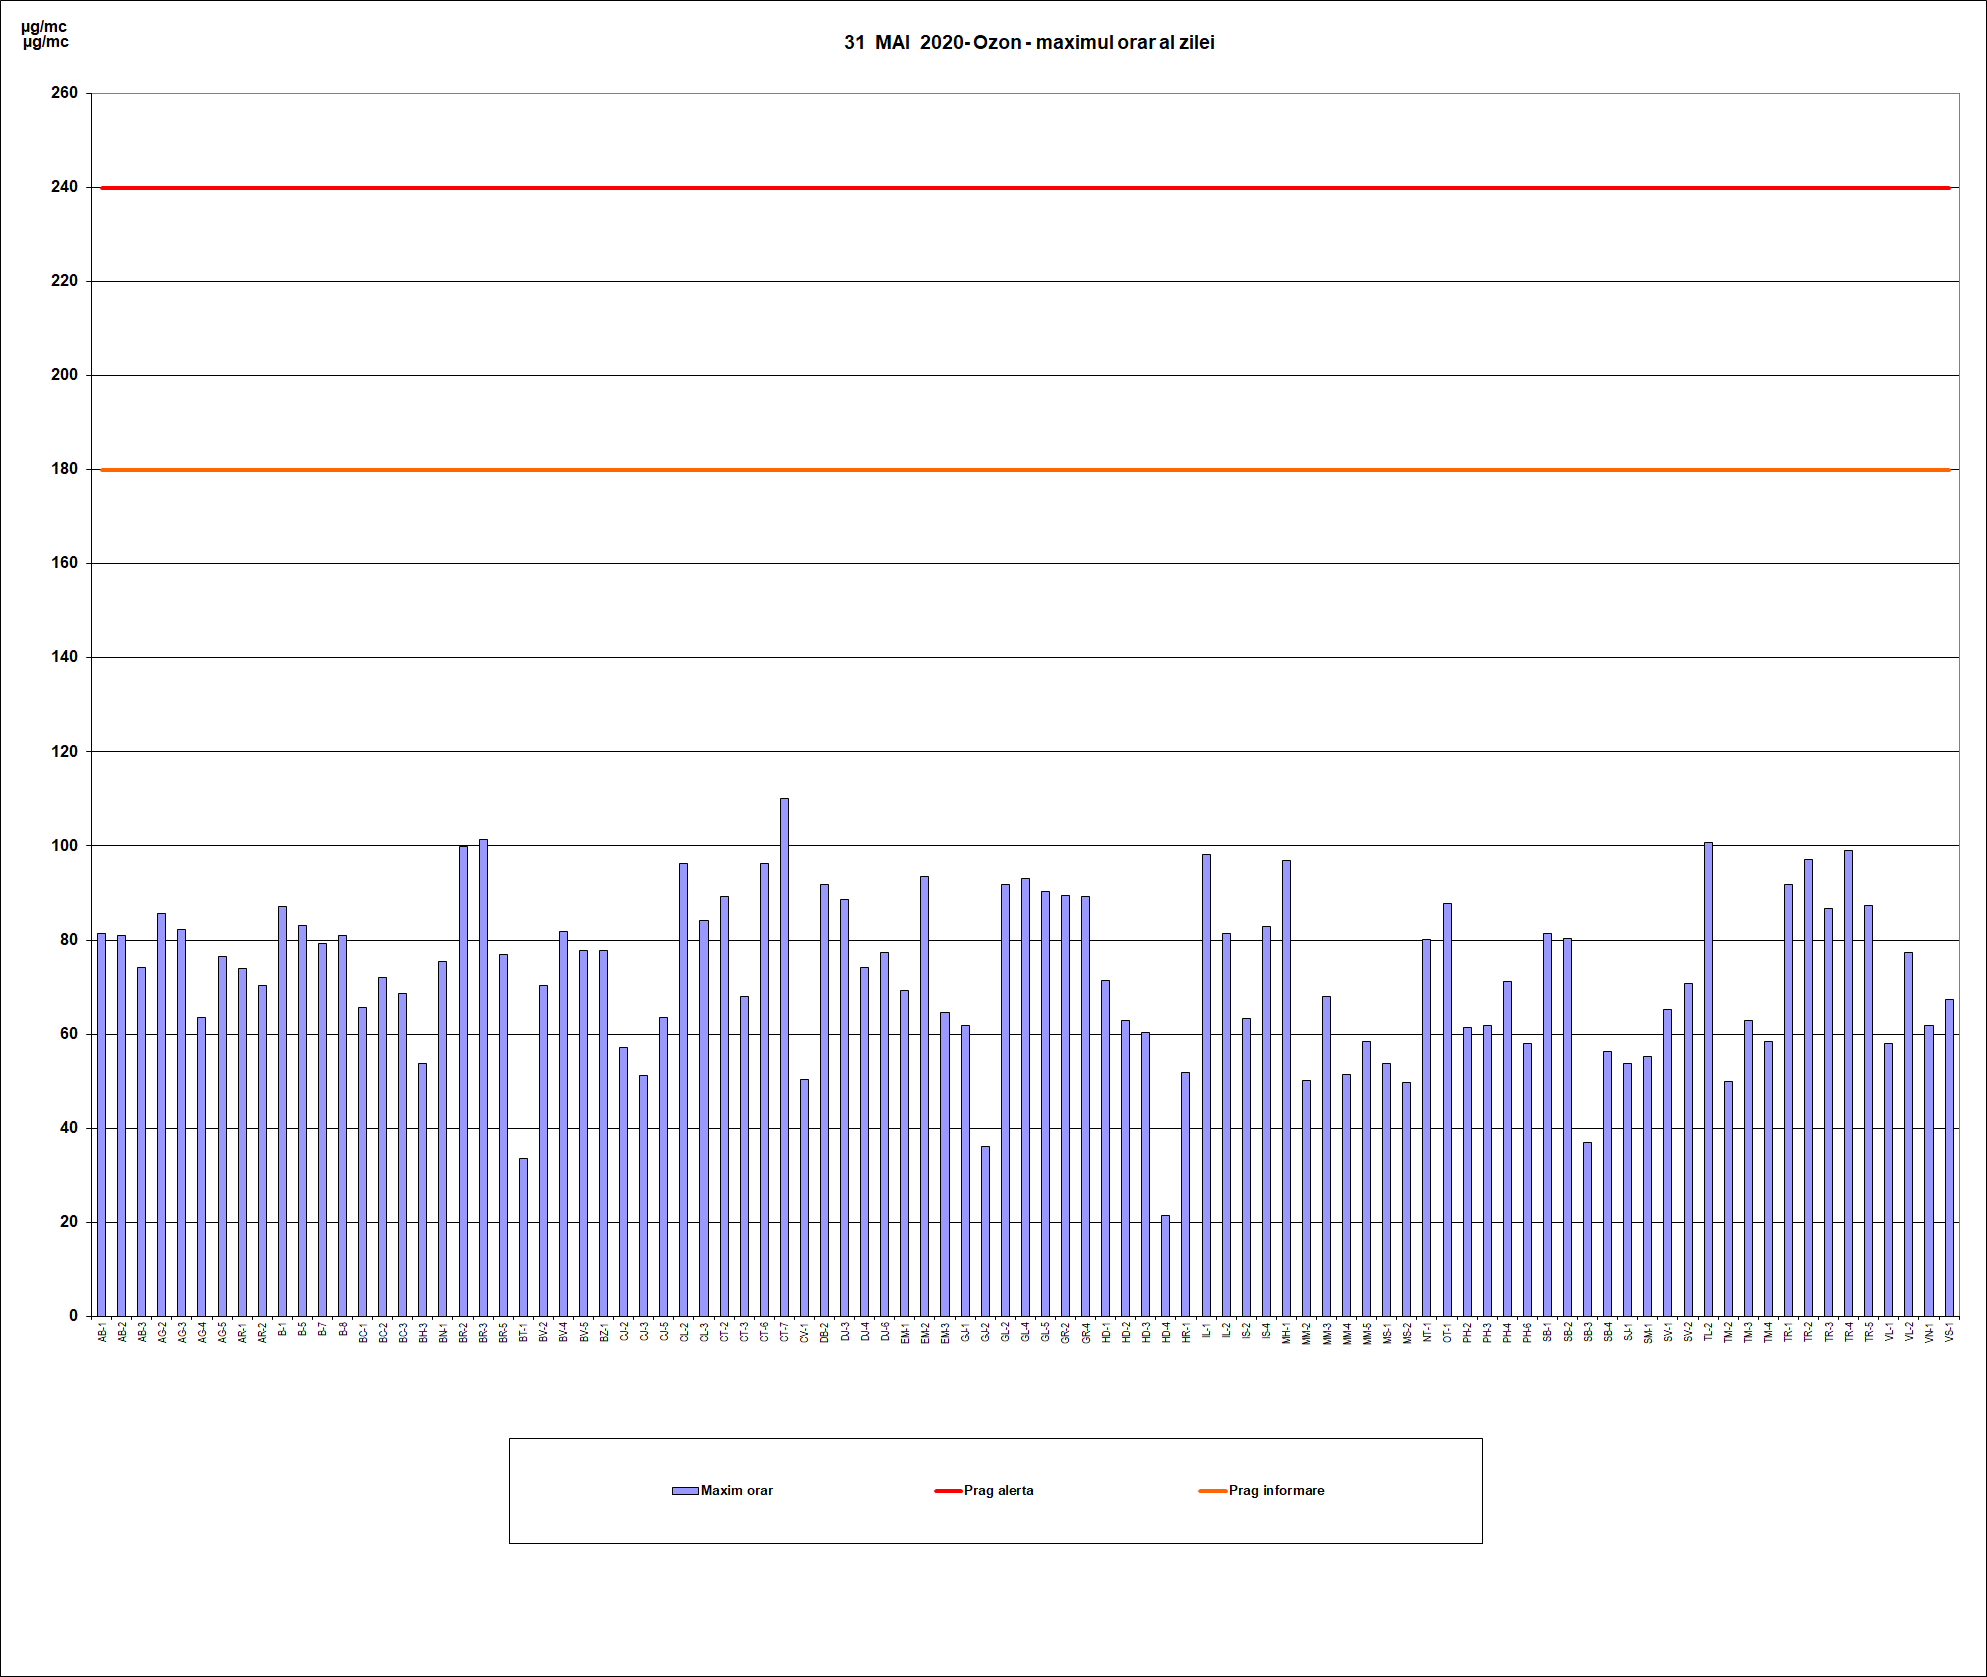 µg/mc
µg/mc
31 MAI 2020- Ozon - maximul orar al zilei
260
240
220
200
180
160
140
120
100
80
60
40
20
0
AB-1 AB-2 AB-3 AG-2 AG-3 AG-4 AG-5 AR-1 AR-2 B-1 B-5 B-7 B-8 BC-1 BC-2 BC-3 BH-3 BN-1 BR-2 BR-3 BR-5 BT-1 BV-2 BV-4 BV-5 BZ-1 CJ-2 CJ-3 CJ-5 CL-2 CL-3 CT-2 CT-3 CT-6 CT-7 CV-1 DB-2 DJ-3 DJ-4 DJ-6 EM-1 EM-2 EM-3 GJ-1 GJ-2 GL-2 GL-4 GL-5 GR-2 GR-4 HD-1 HD-2 HD-3 HD-4 HR-1 IL-1 IL-2 IS-2 IS-4 MH-1 MM-2 MM-3 MM-4 MM-5 MS-1 MS-2 NT-1 OT-1 PH-2 PH-3 PH-4 PH-6 SB-1 SB-2 SB-3 SB-4 SJ-1 SM-1 SV-1 SV-2 TL-2 TM-2 TM-3 TM-4 TR-1 TR-2 TR-3 TR-4 TR-5 VL-1 VL-2 VN-1 VS-1
Maxim orar Prag alerta Prag informare